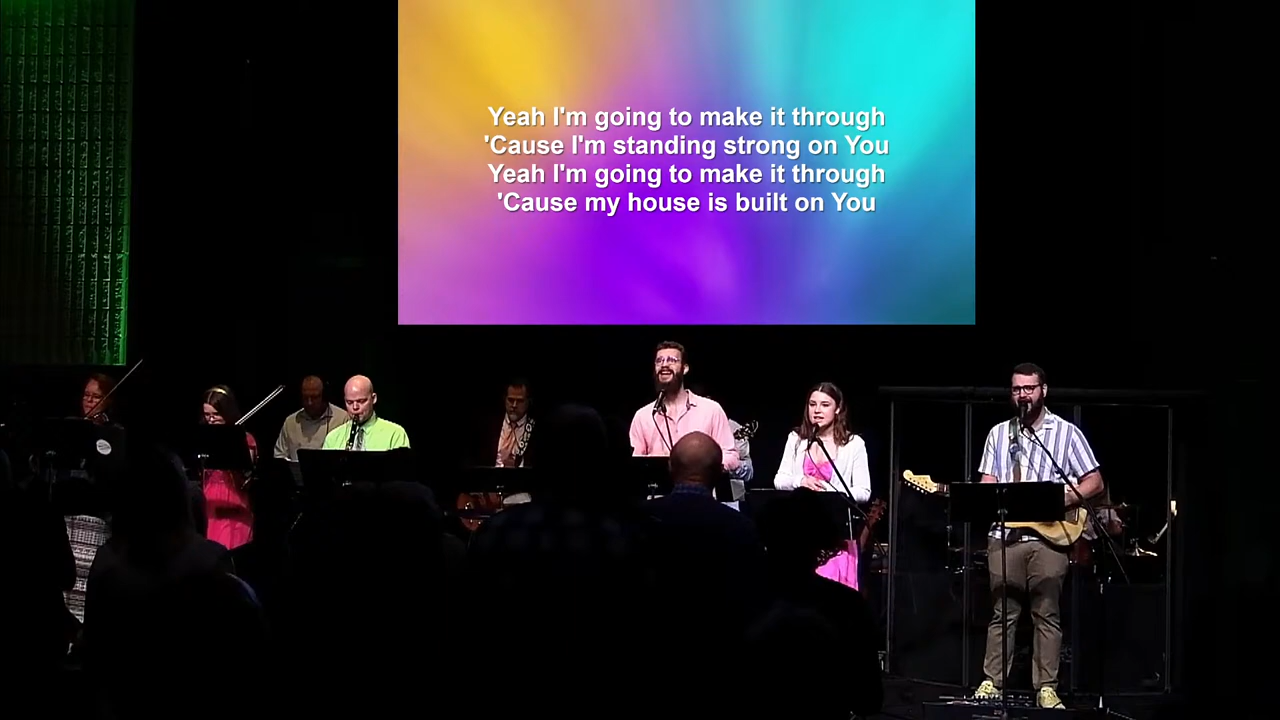 Yeah I'm going to make it through
'Cause I'm standing strong on You
Yeah I'm going to make it through
'Cause my house is built on You